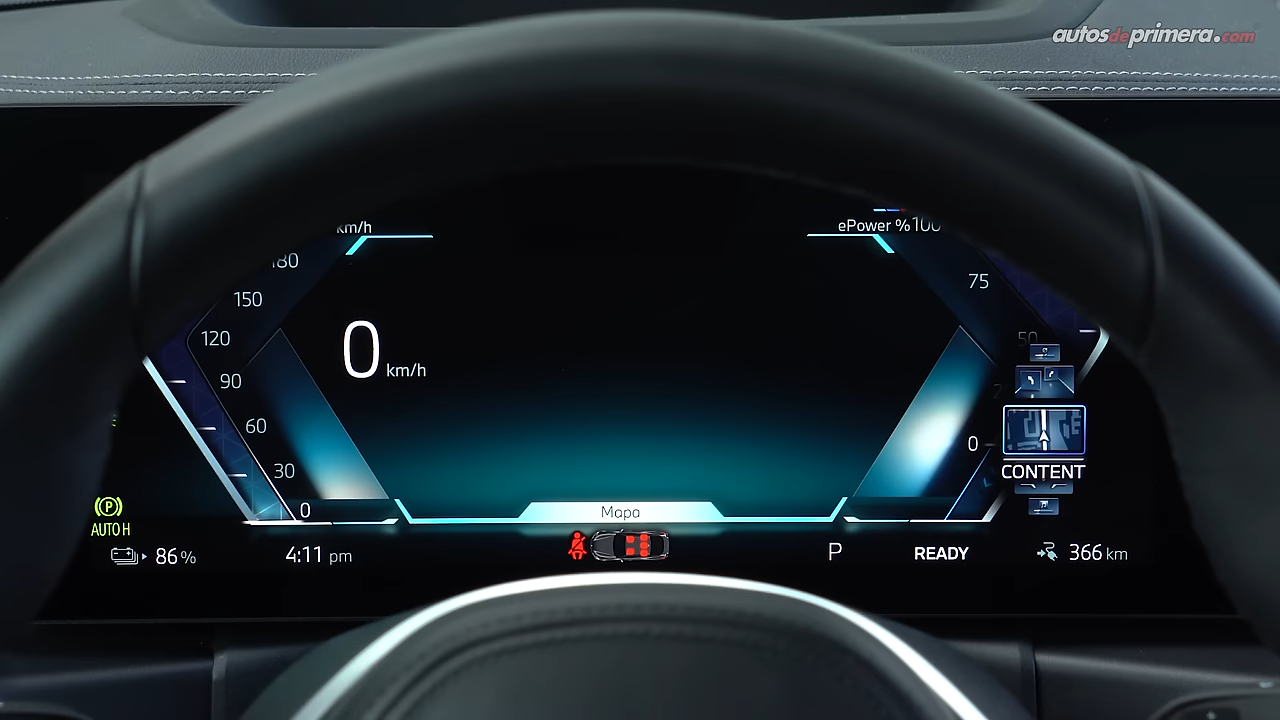 autosdeprimera.com
km/h
ePower %100
180
75
150
120
50
0 km/h
90
60
0
CONTENT
30
0
Mapa
P
AUTO H
86 %
4:11 pm
P
READY
366 km